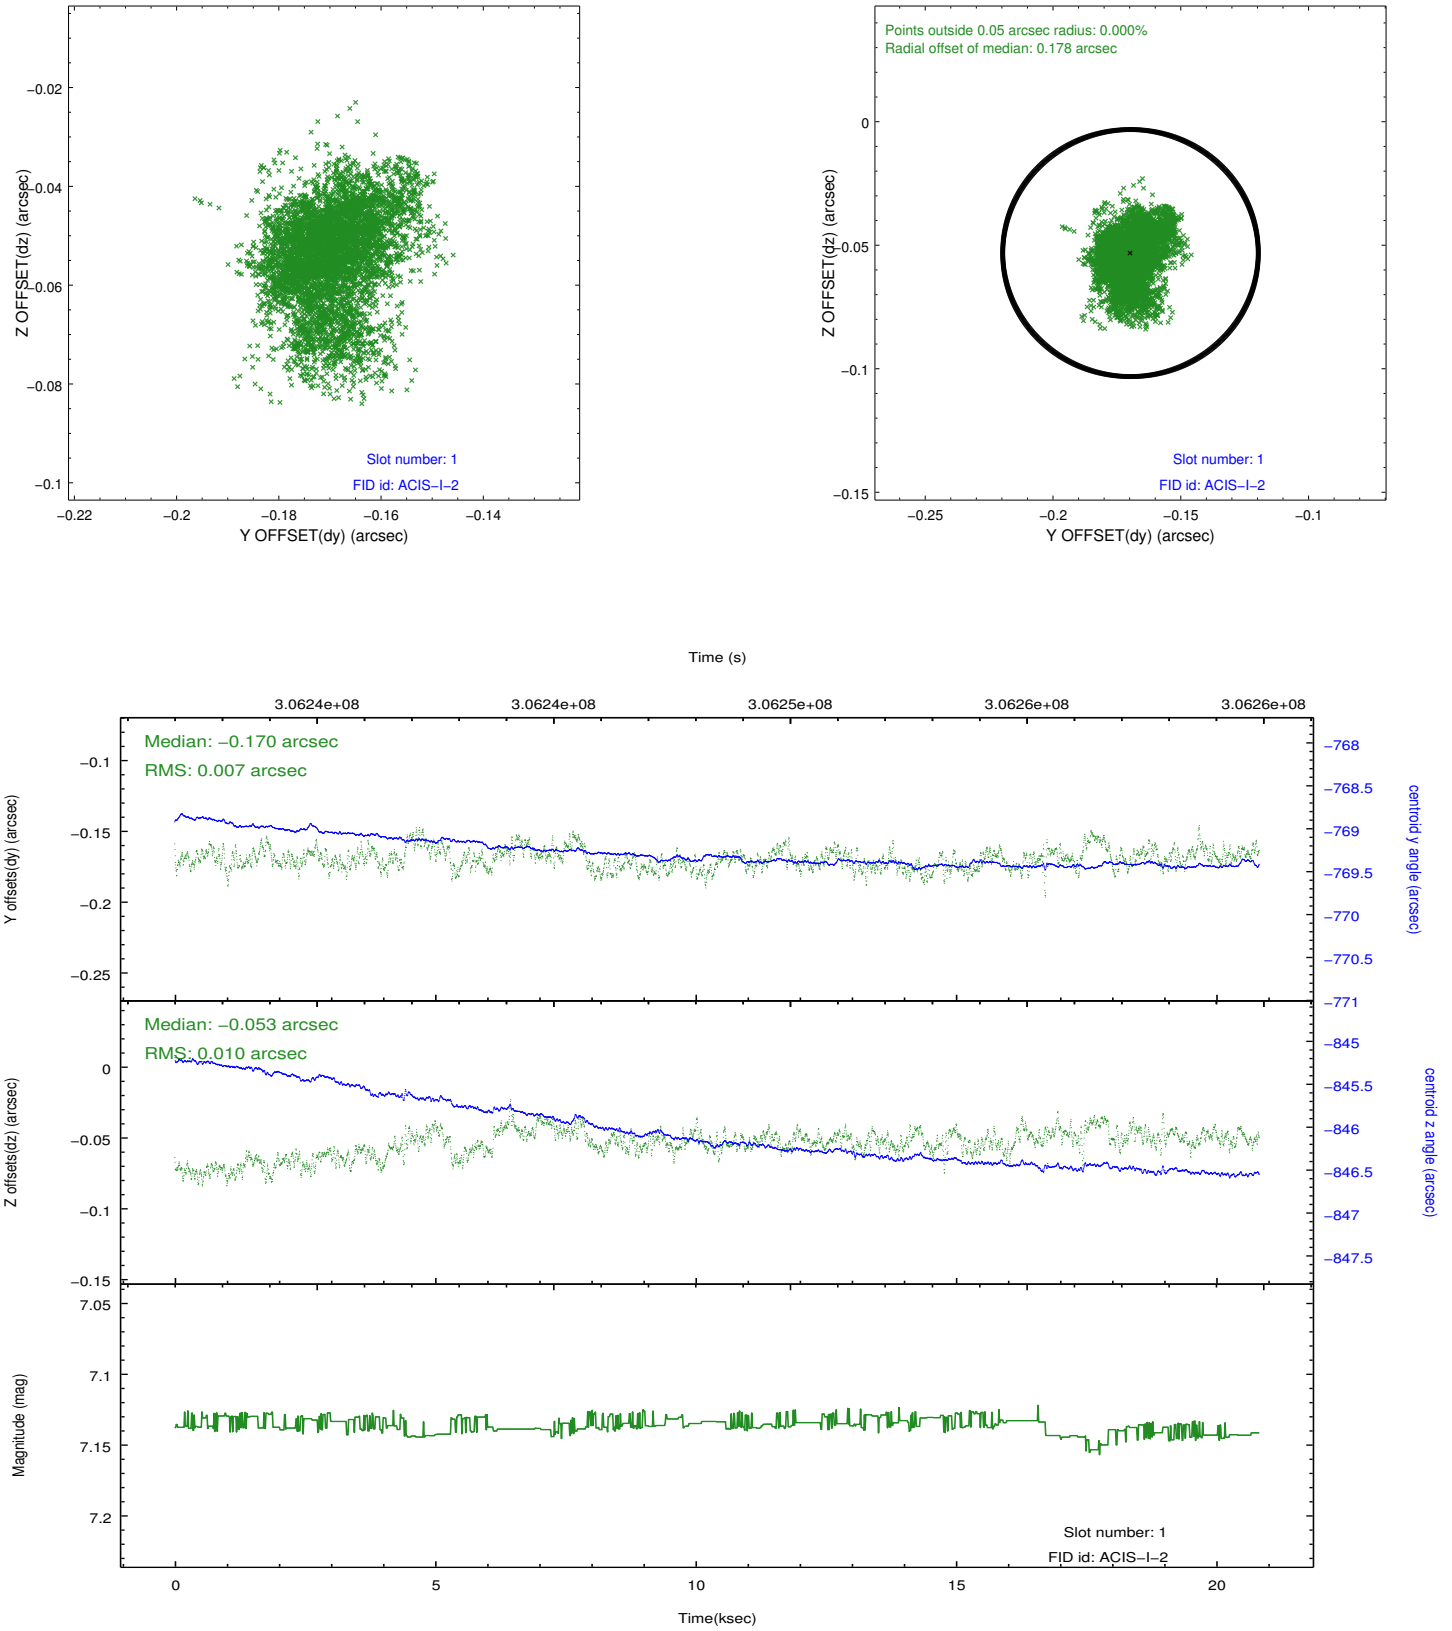 −0.02
−0.04
−0.06
−0.08
−0.1
Z OFFSET(dz) (arcsec)
Slot number: 1
FID id: ACIS−I−2
−0.22
−0.2
−0.18
−0.16
−0.14
Y OFFSET(dy) (arcsec)
Points outside 0.05 arcsec radius: 0.000%
Radial offset of median: 0.178 arcsec
0
−0.05
−0.1
−0.15
Z OFFSET(dz) (arcsec)
Slot number: 1
FID id: ACIS−I−2
−0.25
−0.2
−0.15
−0.1
Y OFFSET(dy) (arcsec)
Time (s)
3.0624e+08
3.0624e+08
3.0625e+08
3.0626e+08
3.0626e+08
Median: −0.170 arcsec
RMS: 0.007 arcsec
−0.1
−0.15
−0.2
−0.25
Y offsets(dy) (arcsec)
−768
−768.5
−769
−769.5
−770
−770.5
−771
centroid y angle (arcsec)
Median: −0.053 arcsec
RMS: 0.010 arcsec
0
−0.05
−0.1
−0.15
Z offsets(dz) (arcsec)
−845
−845.5
−846
−846.5
−847
−847.5
centroid z angle (arcsec)
7.05
7.1
7.15
7.2
Magnitude (mag)
Slot number: 1
FID id: ACIS−I−2
0
5
10
15
20
Time(ksec)